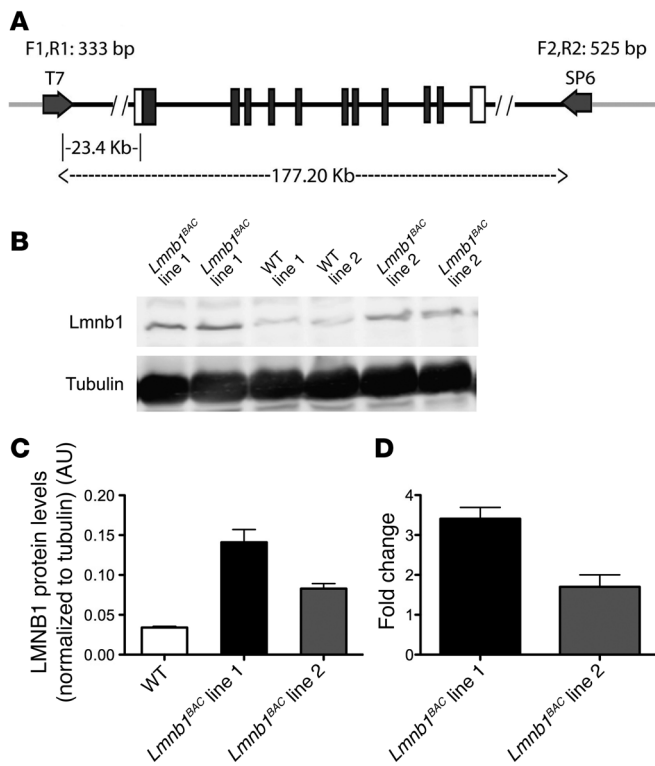 A
F1,R1: 333 bp
F2,R2: 525 bp
T7
SP6
|-23.4 Kb-|
<---------------------177.20 Kb--------------------->
B
Lmnb1BAC line 1
Lmnb1BAC line 1
WT line 1
WT line 2
Lmnb1BAC line 2
Lmnb1BAC line 2
Lmnb1
Tubulin
C
LMNB1 protein levels
(normalized to tubulin) (AU)
0.20
0.15
0.10
0.05
0.00
WT
Lmnb1BAC line 1
Lmnb1BAC line 2
D
Fold change
4
3
2
1
0
Lmnb1BAC line 1
Lmnb1BAC line 2